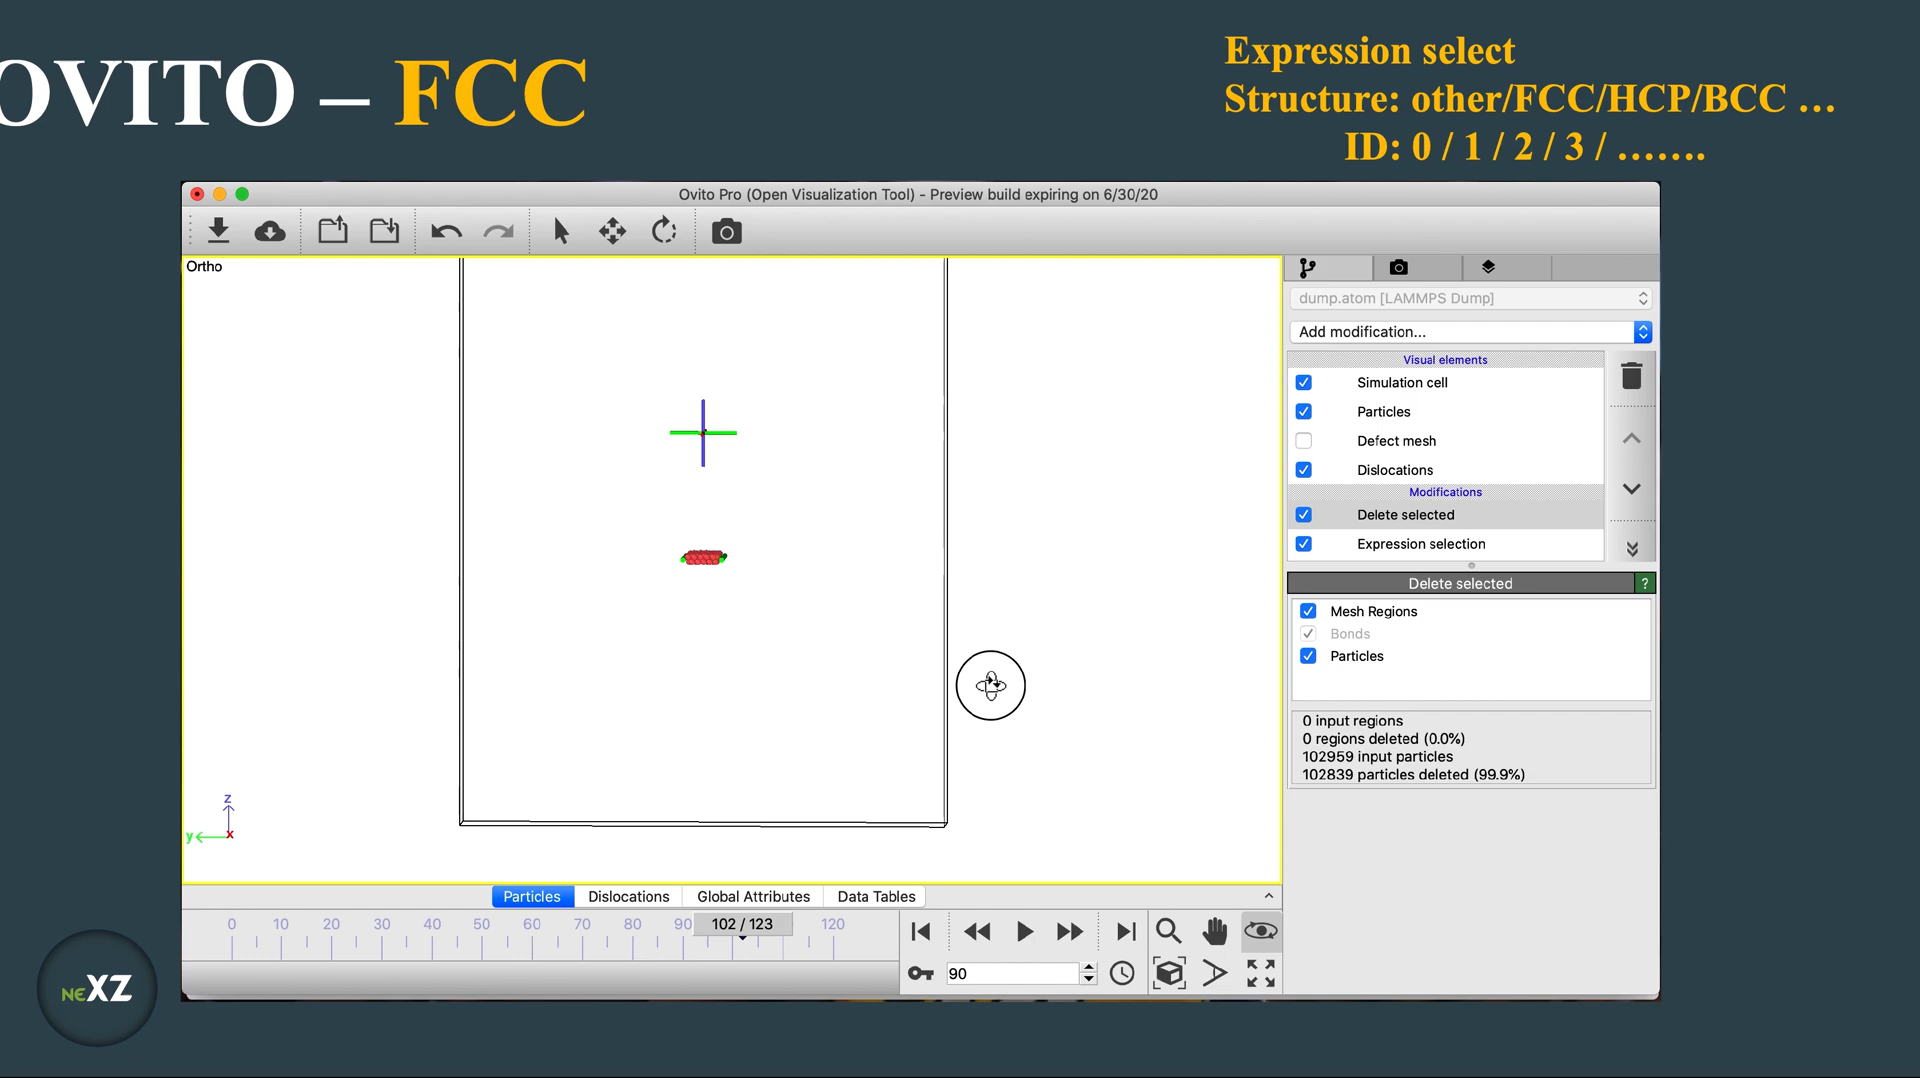 OVITO – FCC
Expression select
Structure: other/FCC/HCP/BCC ...
ID: 0 / 1 / 2 / 3 / .......
Ovito Pro (Open Visualization Tool) - Preview build expiring on 6/30/20
Ortho
z
y
x
dump.atom [LAMMPS Dump]
Add modification...
Visual elements
Simulation cell
Particles
Defect mesh
Dislocations
Modifications
Delete selected
Expression selection
Delete selected ?
Mesh Regions
Bonds
Particles
0 input regions
0 regions deleted (0.0%)
102959 input particles
102839 particles deleted (99.9%)
Particles Dislocations Global Attributes Data Tables
0 10 20 30 40 50 60 70 80 90 102 / 123 120
90
NEXZ